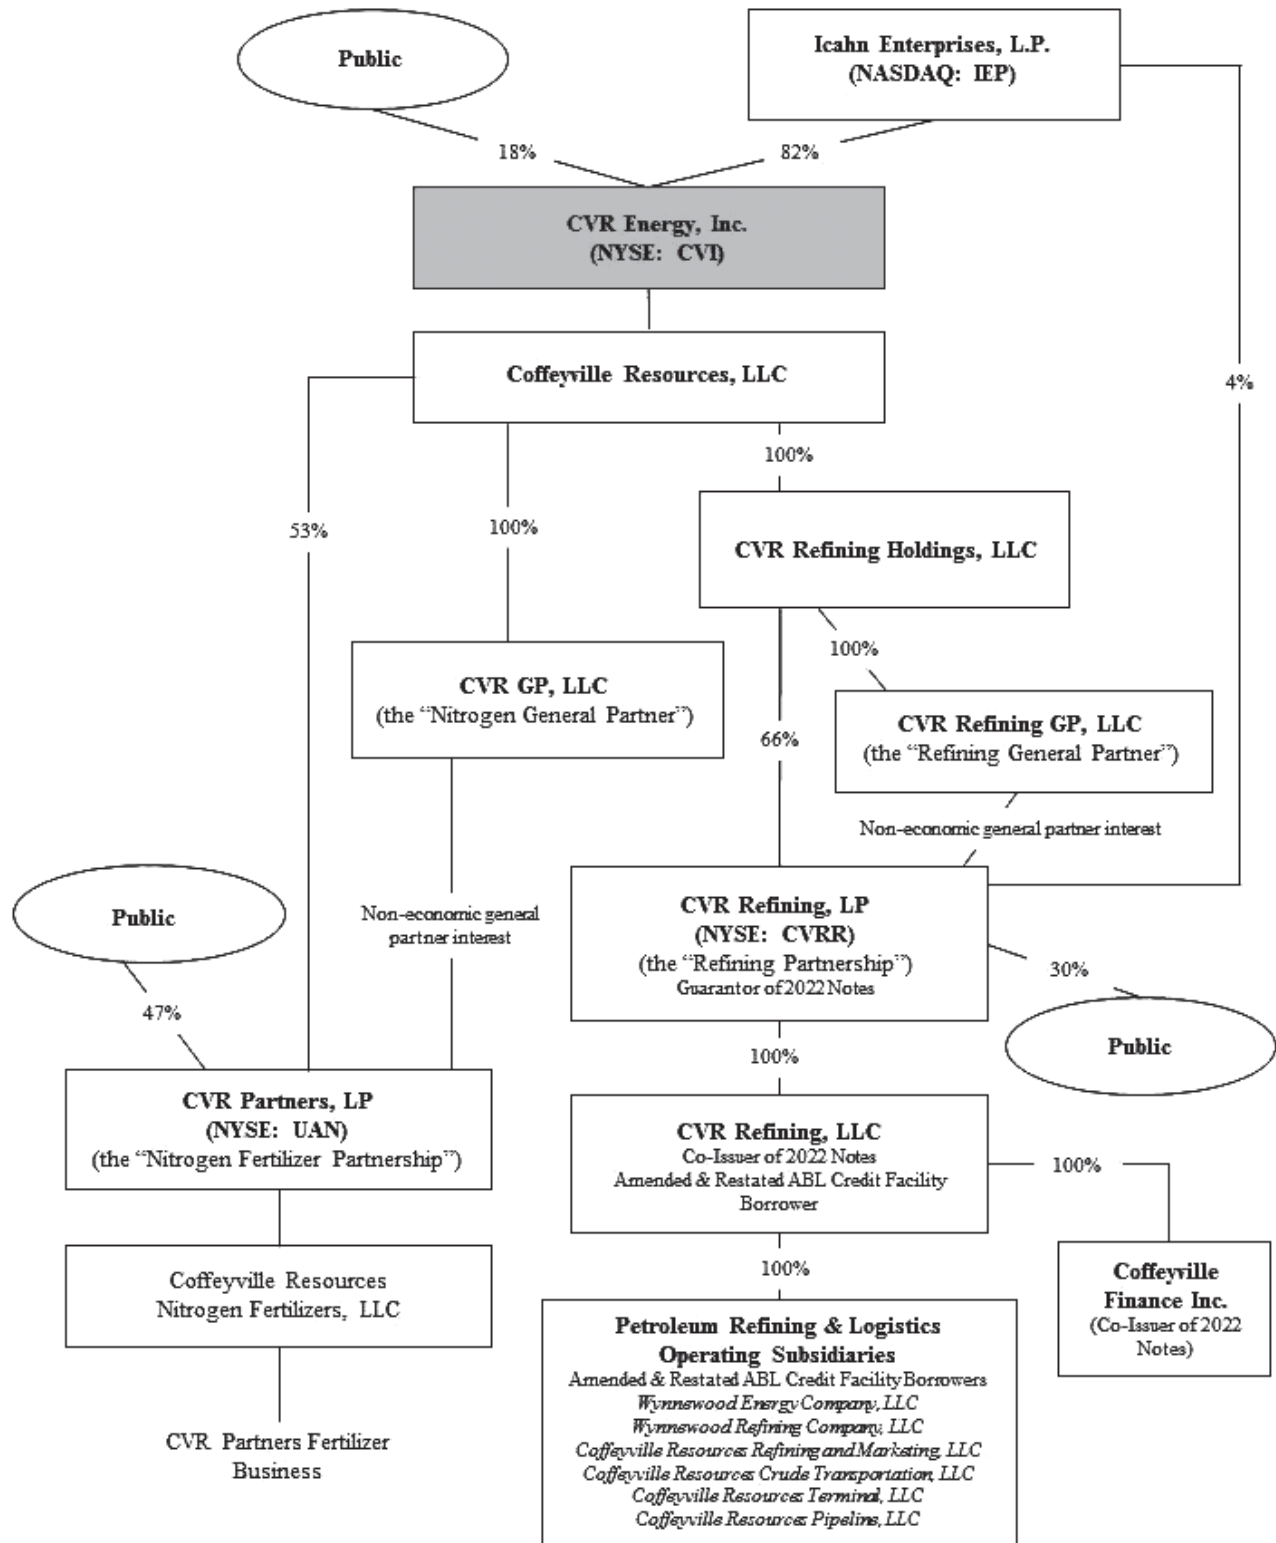 Public
Icahn Enterprises, L.P.
(NASDAQ: IEP)
18%
82%
CVR Energy, Inc.
(NYSE: CVI)
Coffeyville Resources, LLC
4%
100%
53%
100%
CVR Refining Holdings, LLC
100%
CVR GP, LLC
(the “Nitrogen General Partner”)
CVR Refining GP, LLC
(the “Refining General Partner”)
66%
Non-economic general partner interest
Public
Non-economic general
partner interest
CVR Refining, LP
(NYSE: CVRR)
(the “Refining Partnership”)
Guarantor of 2022 Notes
30%
Public
47%
100%
CVR Partners, LP
(NYSE: UAN)
(the “Nitrogen Fertilizer Partnership”)
CVR Refining, LLC
Co-Issuer of 2022 Notes
Amended & Restated ABL Credit Facility
Borrower
100%
Coffeyville Resources
Nitrogen Fertilizers, LLC
100%
Coffeyville
Finance Inc.
(Co-Issuer of 2022
Notes)
Petroleum Refining & Logistics
Operating Subsidiaries
Amended & Restated ABL Credit Facility Borrowers
Wynnewood Energy Company, LLC
Wynnewood Refining Company, LLC
Coffeyville Resources Refining and Marketing, LLC
Coffeyville Resources Crude Transportation, LLC
Coffeyville Resources Terminal, LLC
Coffeyville Resources Pipeline, LLC
CVR Partners Fertilizer
Business